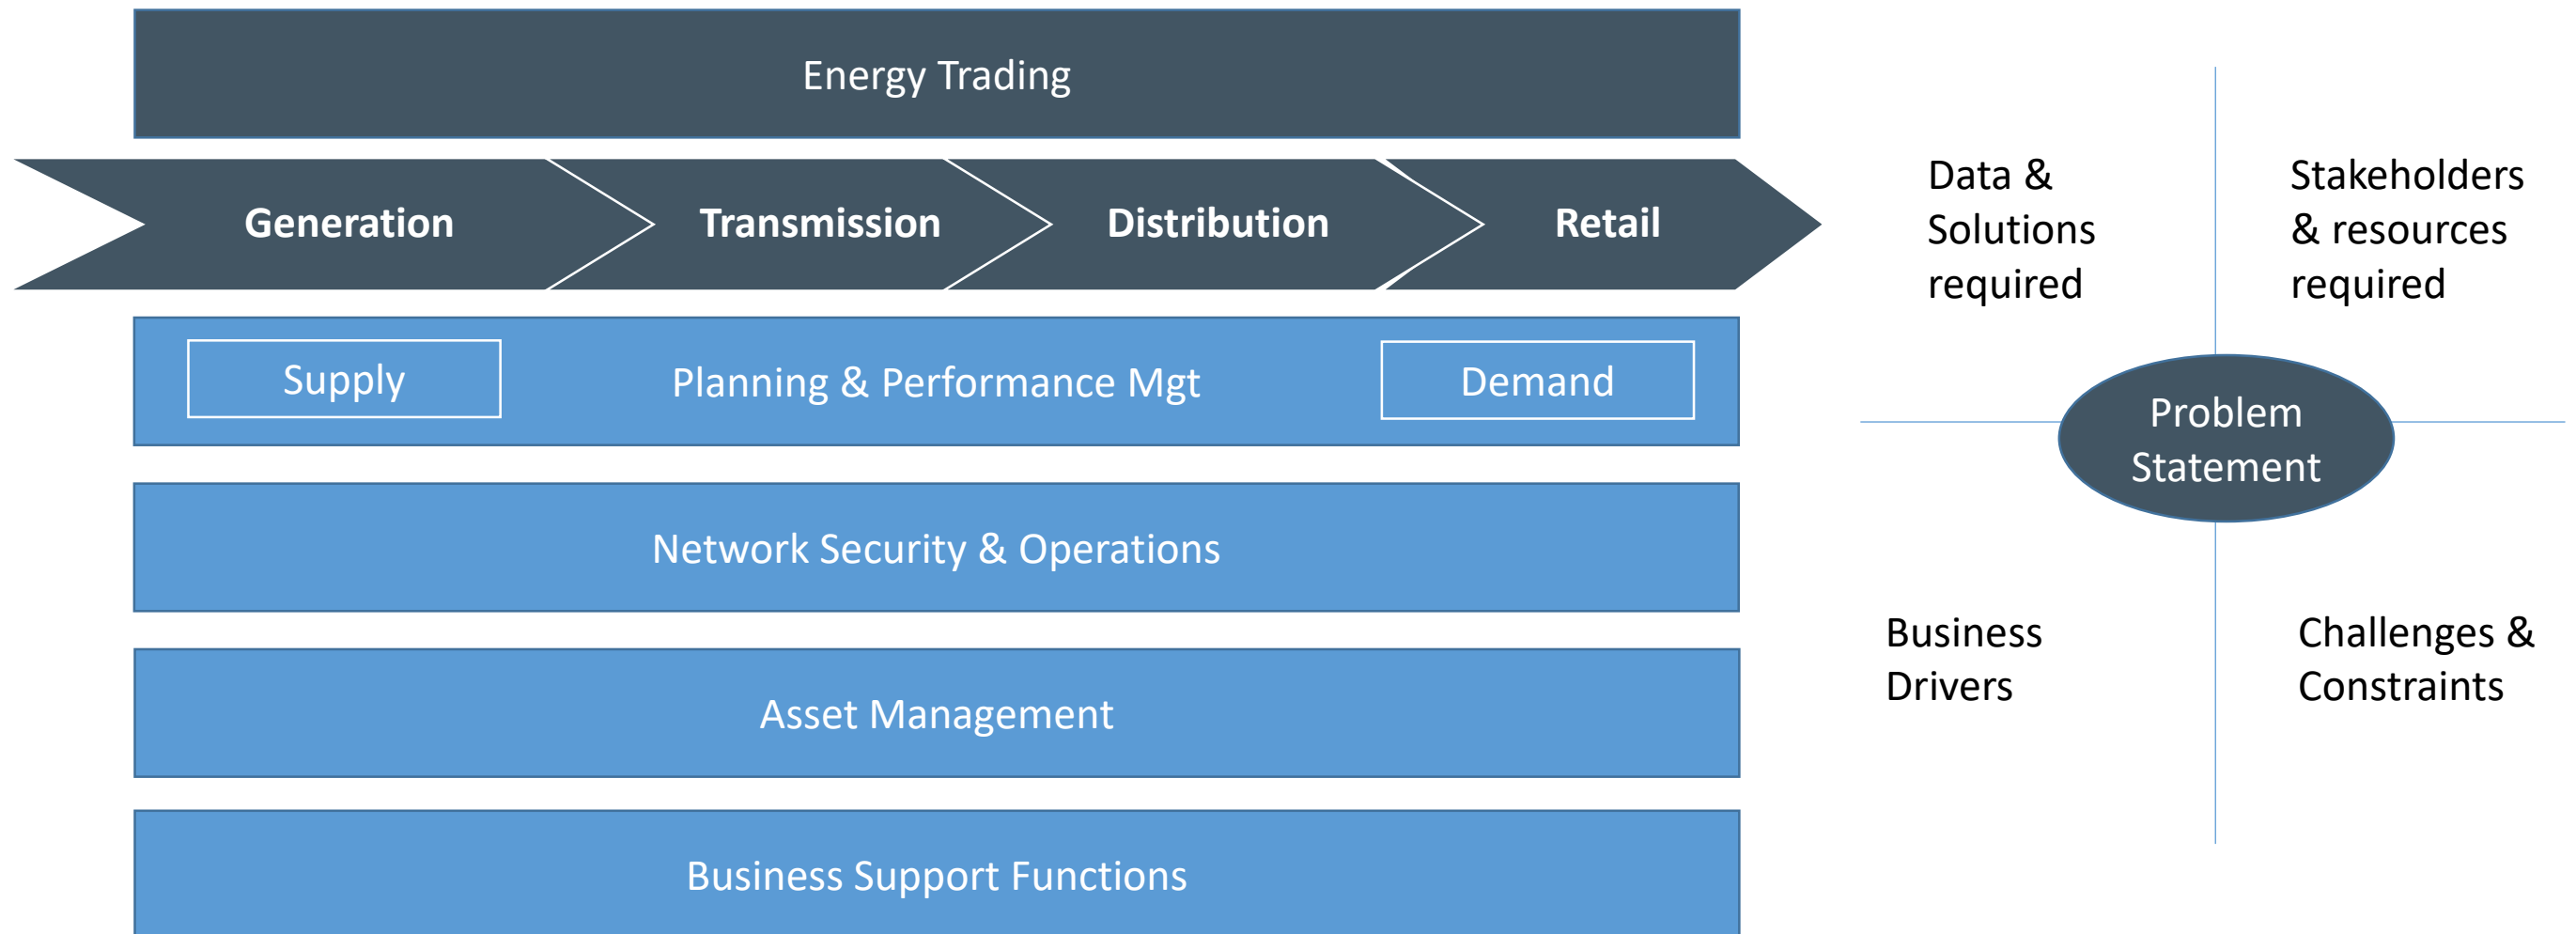 Energy Trading
Generation
Transmission
Distribution
Retail
Supply
Planning & Performance Mgt
Demand
Network Security & Operations
Asset Management
Business Support Functions
Data &
Solutions
required
Stakeholders
& resources
required
Problem
Statement
Business
Drivers
Challenges &
Constraints